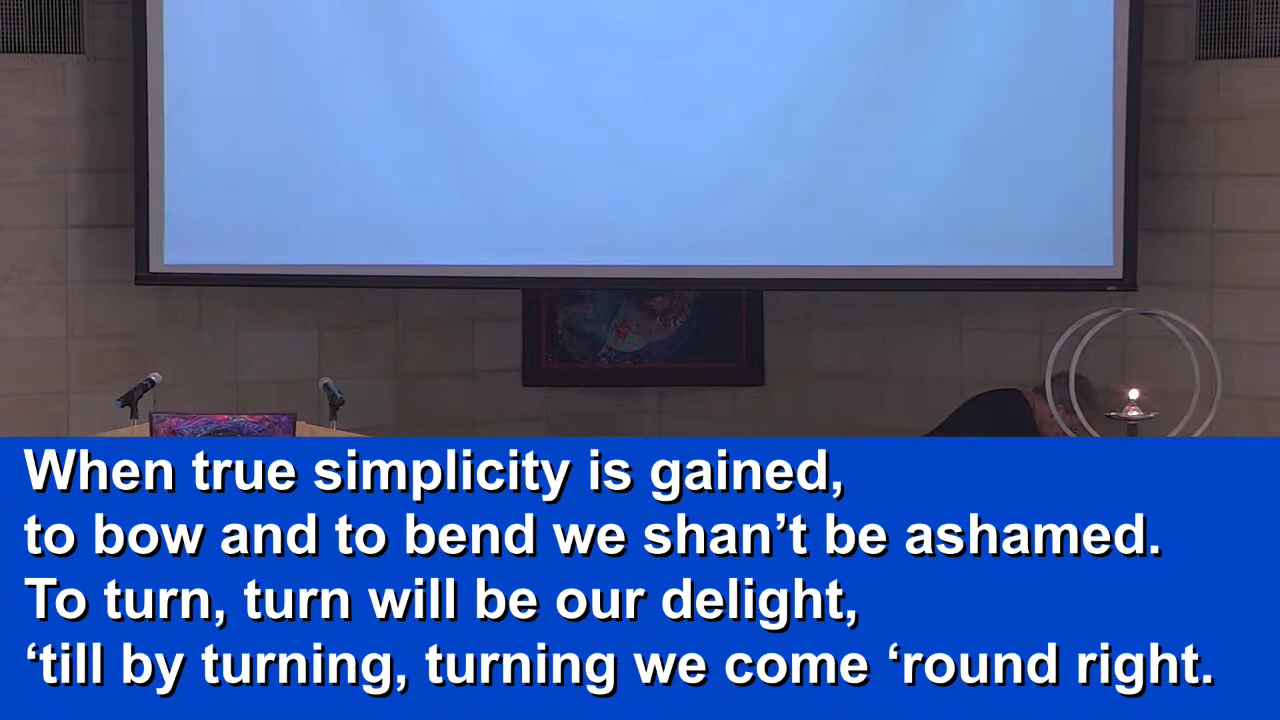 When true simplicity is gained,
to bow and to bend we shan’t be ashamed.
To turn, turn will be our delight,
‘till by turning, turning we come ‘round right.